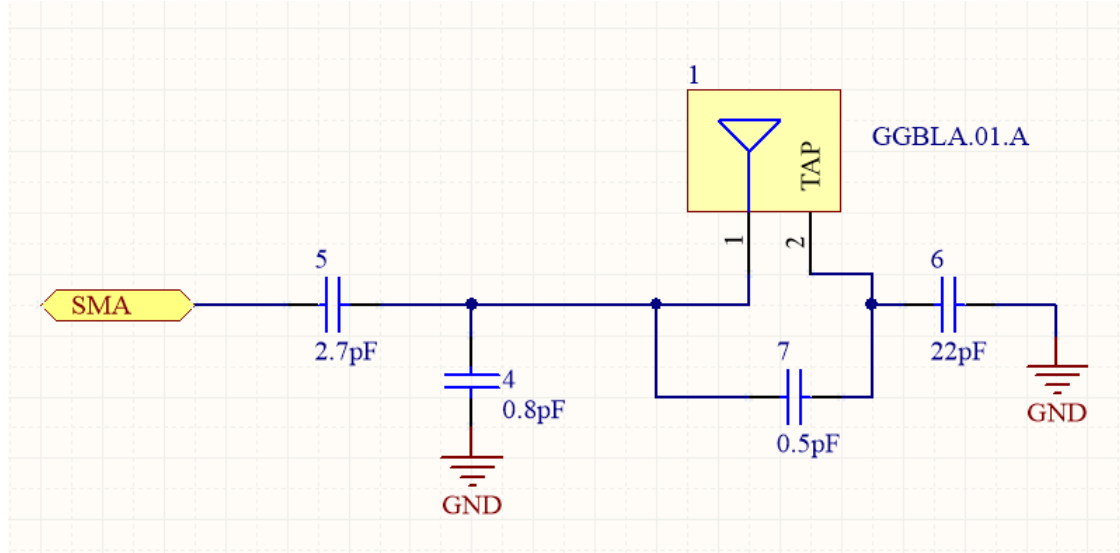 1
GGBLA.01.A
TAP
1
2
5
6
SMA
2.7pF
22pF
7
4
0.8pF
0.5pF
GND
GND